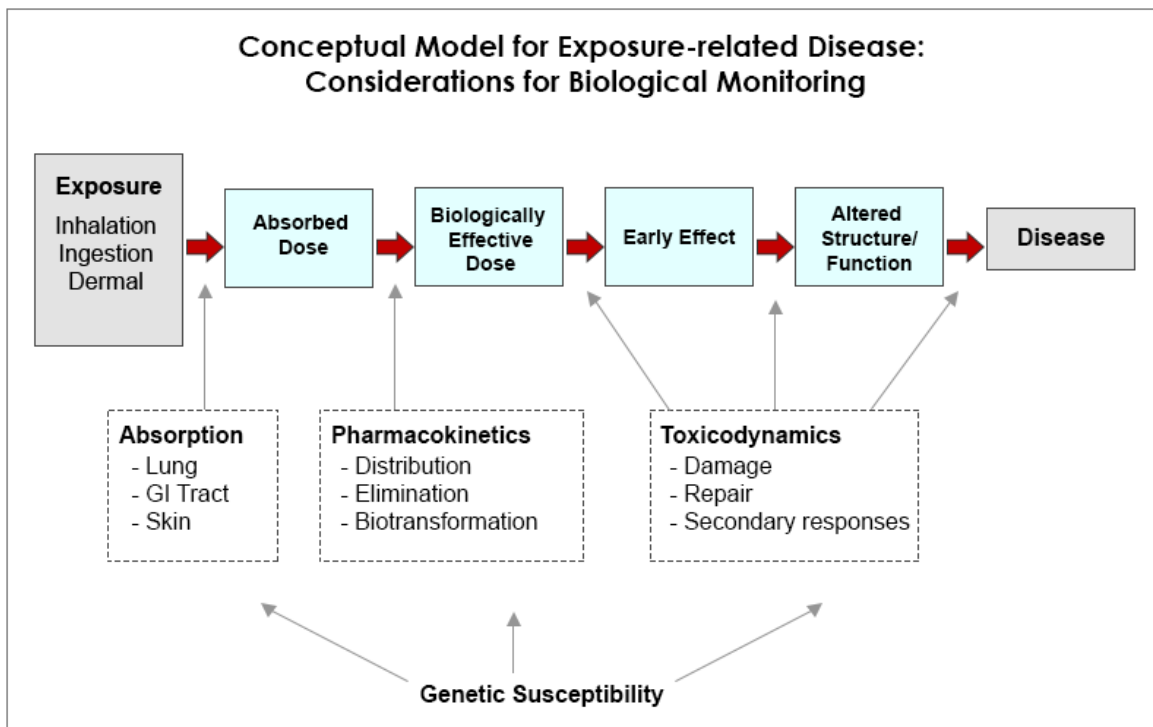 Conceptual Model for Exposure-related Disease:
Considerations for Biological Monitoring
Exposure
Inhalation
Ingestion
Dermal
Absorbed
Dose
Biologically
Effective
Dose
Early Effect
Altered
Structure/
Function
Disease
Absorption
- Lung
- GI Tract
- Skin
Pharmacokinetics
- Distribution
- Elimination
- Biotransformation
Toxicodynamics
- Damage
- Repair
- Secondary responses
Genetic Susceptibility